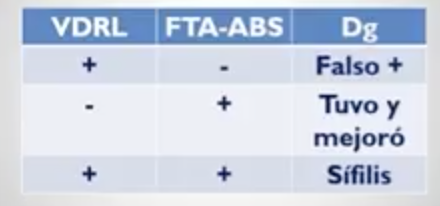 VDRL FTA-ABS Dg
+ - Falso +
- + Tuvo y
mejoró
+ + Sífilis